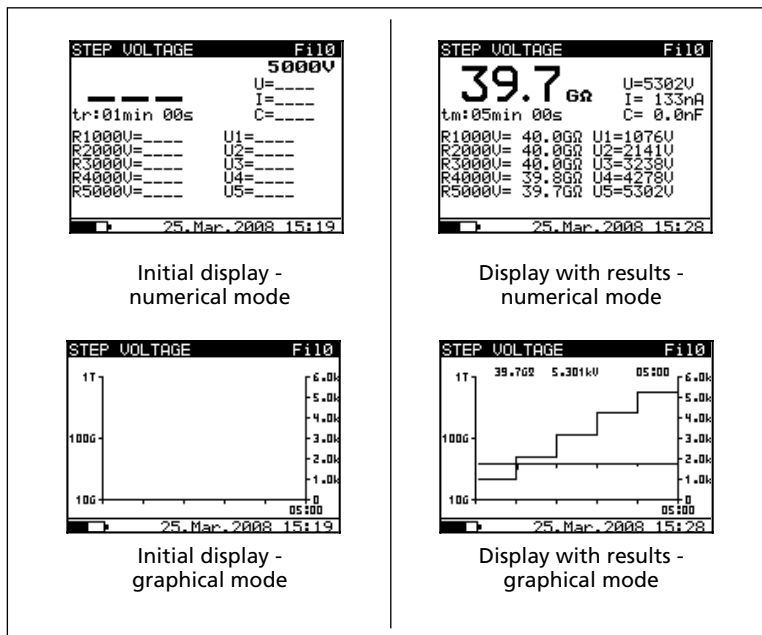 STEP VOLTAGE Fil0
5000V
U=____
I=____
tr:01min 00s C=____
R1000V=____ U1=____
R2000V=____ U2=____
R3000V=____ U3=____
R4000V=____ U4=____
R5000V=____ U5=____
25.Mar.2008 15:19
Initial display -
numerical mode
STEP VOLTAGE Fil0
39.7 GΩ U=5302V
I= 133nA
tm:05min 00s C= 0.0nF
R1000V= 40.0GΩ U1=1076V
R2000V= 40.0GΩ U2=2141V
R3000V= 40.0GΩ U3=3238V
R4000V= 39.8GΩ U4=4278V
R5000V= 39.7GΩ U5=5302V
25.Mar.2008 15:28
Display with results -
numerical mode
STEP VOLTAGE Fil0
1T 6.0k
5.0k
4.0k
100G 3.0k
2.0k
1.0k
10G 0
05:00
25.Mar.2008 15:19
Initial display -
graphical mode
STEP VOLTAGE Fil0
39.7GΩ 5.301kV 05:00
1T 6.0k
5.0k
4.0k
100G 3.0k
2.0k
1.0k
10G 0
05:00
25.Mar.2008 15:28
Display with results -
graphical mode